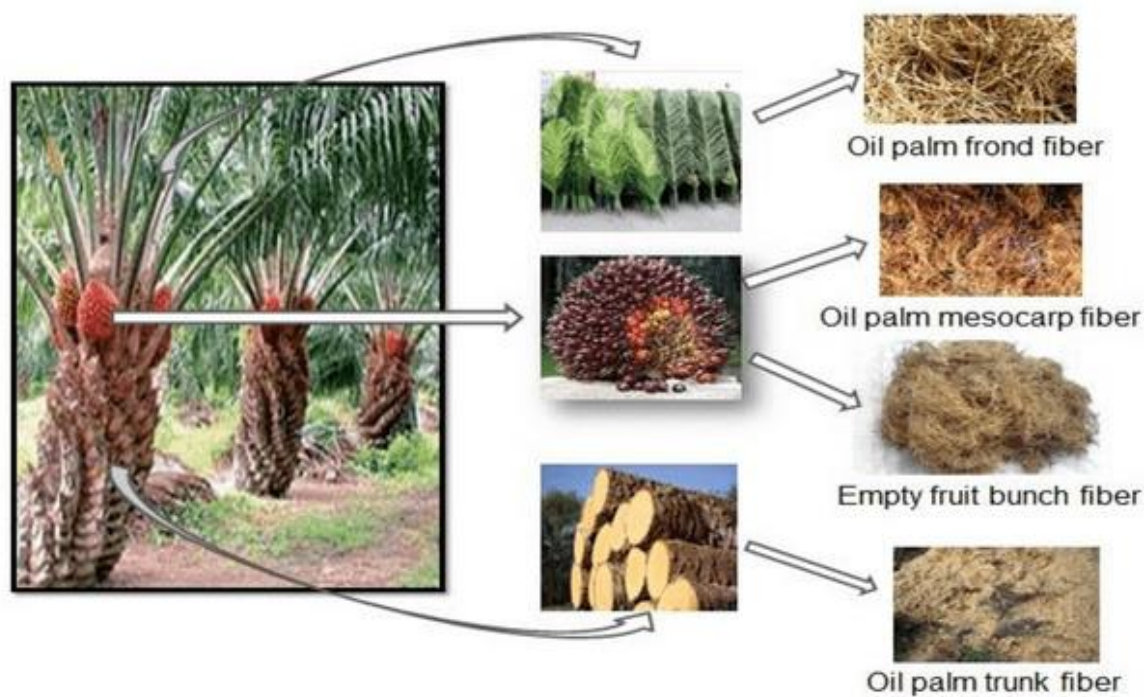 Oil palm frond fiber
Oil palm mesocarp fiber
Empty fruit bunch fiber
Oil palm trunk fiber